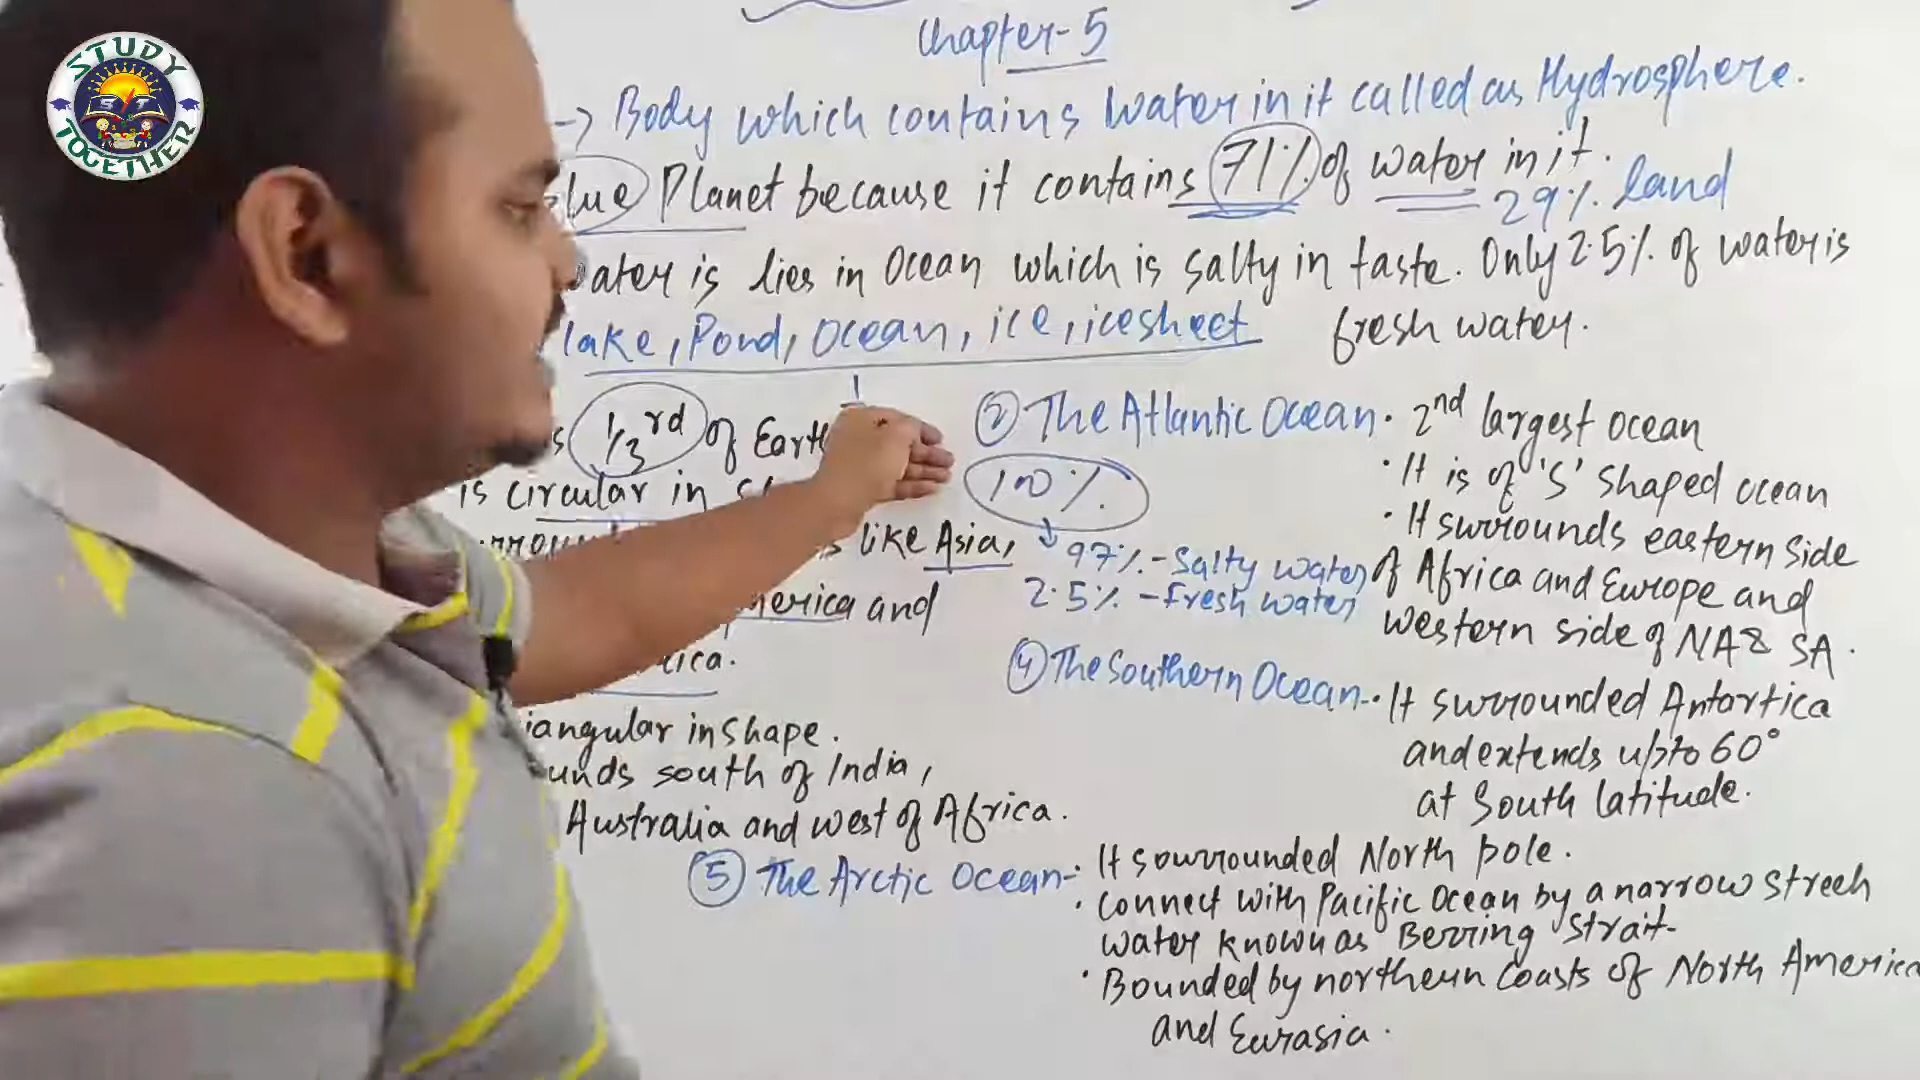 STUDY
ST
TOGETHER
Chapter-5
-> Body which contains Water in it called as Hydrosphere.
Planet because it contains 71% of water in it.
29% land
is lies in Ocean which is salty in taste. Only 2.5% of water is
fresh water.
lake, Pond, Ocean, ice, icesheet
1/3rd of
is circular in
like Asia,
and
② The Atlantic Ocean • 2nd largest ocean
100%
97% - Salty water
2.5% - Fresh water
• It is of 'S' Shaped ocean
• It surrounds eastern side
of Africa and Europe and
western side of NA & SA.
④ The Southern Ocean - • It surrounded Antartica
and extends upto 60°
at South latitude.
in shape.
south of India,
Australia and west of Africa.
⑤ The Arctic Ocean - • It sourrounded North pole.
• Connect with Pacific Ocean by a narrow streeh
water known as Berring Strait-
• Bounded by northern Coasts of North America
and Eurasia.